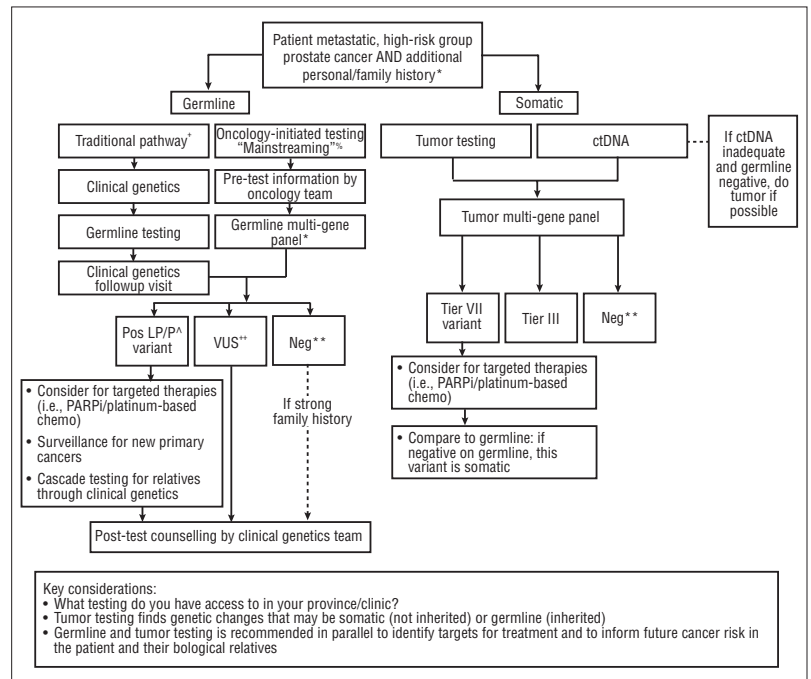 Patient metastatic, high-risk group
prostate cancer AND additional
personal/family history*
Germline
Somatic
Traditional pathway+
Oncology-initiated testing
“Mainstreaming”%
Clinical genetics
Pre-test information by
oncology team
Germline testing
Germline multi-gene
panel*
Clinical genetics
followup visit
Pos LP/P^
variant
VUS++
Neg**
• Consider for targeted therapies
(i.e., PARPi/platinum-based
chemo)
• Surveillance for new primary
cancers
• Cascade testing for relatives
through clinical genetics
If strong
family history
Post-test counselling by clinical genetics team
Tumor testing
ctDNA
If ctDNA
inadequate
and germline
negative, do
tumor if
possible
Tumor multi-gene panel
Tier VII
variant
Tier III
Neg**
• Consider for targeted therapies
(i.e., PARPi/platinum-based
chemo)
• Compare to germline: if
negative on germline, this
variant is somatic
Key considerations:
• What testing do you have access to in your province/clinic?
• Tumor testing finds genetic changes that may be somatic (not inherited) or germline (inherited)
• Germline and tumor testing is recommended in parallel to identify targets for treatment and to inform future cancer risk in
the patient and their biological relatives